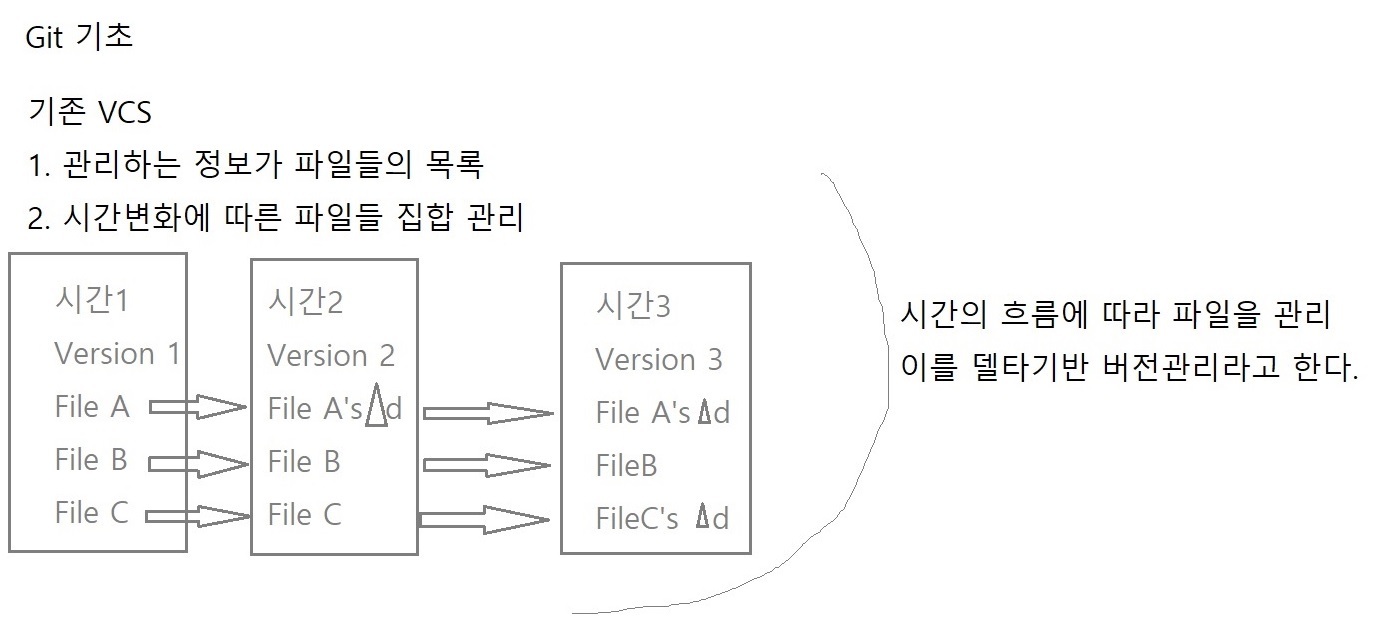 Git 기초
기존 VCS
1. 관리하는 정보가 파일들의 목록
2. 시간변화에 따른 파일들 집합 관리
시간1
Version 1
File A
File B
File C
시간2
Version 2
File A's Δd
File B
File C
시간3
Version 3
File A's Δd
FileB
FileC's Δd
시간의 흐름에 따라 파일을 관리
이를 델타기반 버전관리라고 한다.